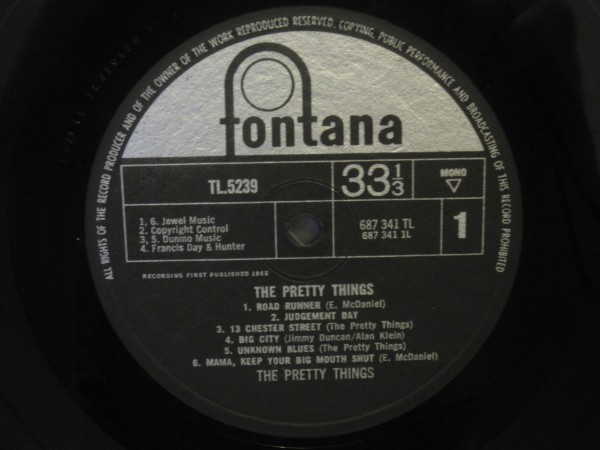 ALL RIGHTS OF THE RECORD PRODUCER AND OF THE OWNER OF THE WORK REPRODUCED RESERVED. COPYING, PUBLIC PERFORMANCE AND BROADCASTING OF THIS RECORD PROHIBITED
fontana
TL.5239
33⅓
MONO
1, 6. Jewel Music
2. Copyright Control
3, 5. Dunmo Music
4. Francis Day & Hunter
687 341 TL
687 341 1L
1
RECORDING FIRST PUBLISHED 1965
THE PRETTY THINGS
1. ROAD RUNNER (E. McDaniel)
2. JUDGEMENT DAY
3. 13 CHESTER STREET (The Pretty Things)
4. BIG CITY (Jimmy Duncan/Alan Klein)
5. UNKNOWN BLUES (The Pretty Things)
6. MAMA, KEEP YOUR BIG MOUTH SHUT (E. McDaniel)
THE PRETTY THINGS